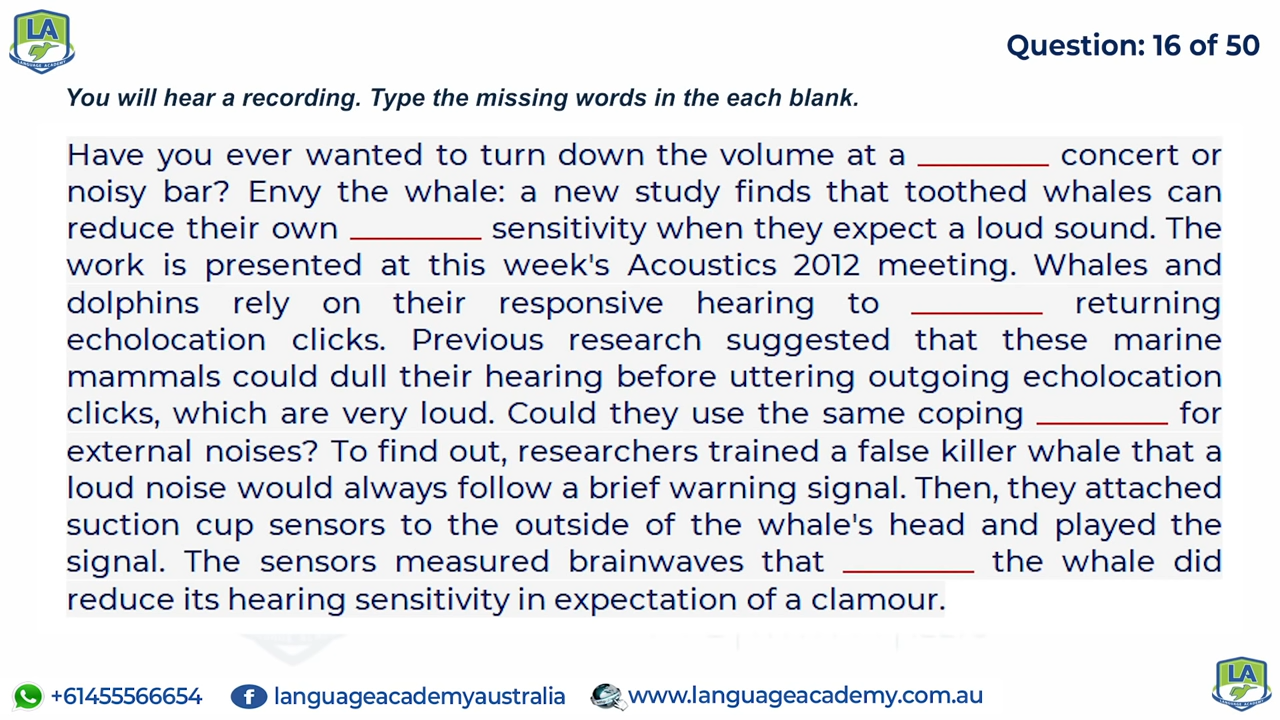 LA
LANGUAGE ACADEMY
Question: 16 of 50
You will hear a recording. Type the missing words in the each blank.
Have you ever wanted to turn down the volume at a ________ concert or
noisy bar? Envy the whale: a new study finds that toothed whales can
reduce their own ________ sensitivity when they expect a loud sound. The
work is presented at this week's Acoustics 2012 meeting. Whales and
dolphins rely on their responsive hearing to ________ returning
echolocation clicks. Previous research suggested that these marine
mammals could dull their hearing before uttering outgoing echolocation
clicks, which are very loud. Could they use the same coping ________ for
external noises? To find out, researchers trained a false killer whale that a
loud noise would always follow a brief warning signal. Then, they attached
suction cup sensors to the outside of the whale's head and played the
signal. The sensors measured brainwaves that ________ the whale did
reduce its hearing sensitivity in expectation of a clamour.
+61455566654 languageacademyaustralia www.languageacademy.com.au
LA